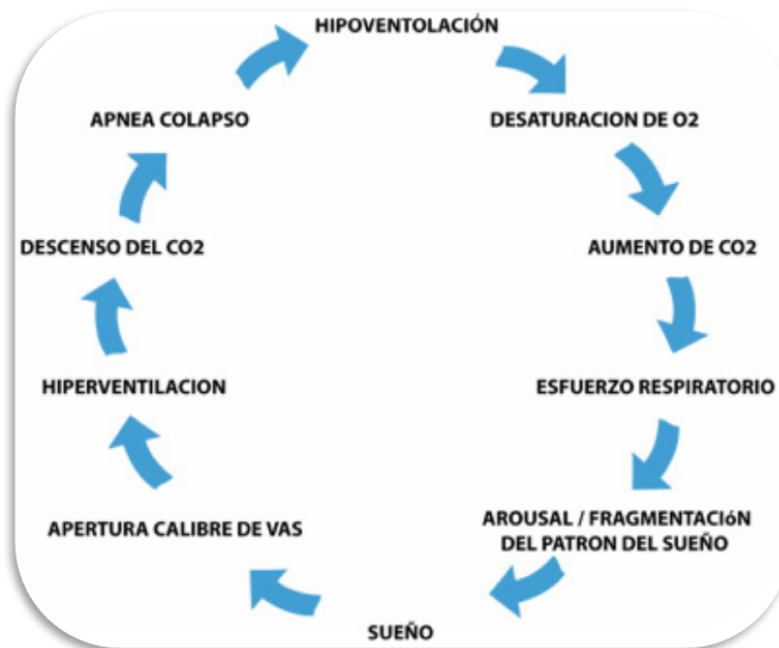 HIPOVENTOLACIÓN
DESATURACION DE O2
AUMENTO DE CO2
ESFUERZO RESPIRATORIO
AROUSAL / FRAGMENTACIóN
DEL PATRON DEL SUEÑO
SUEÑO
APERTURA CALIBRE DE VAS
HIPERVENTILACION
DESCENSO DEL CO2
APNEA COLAPSO